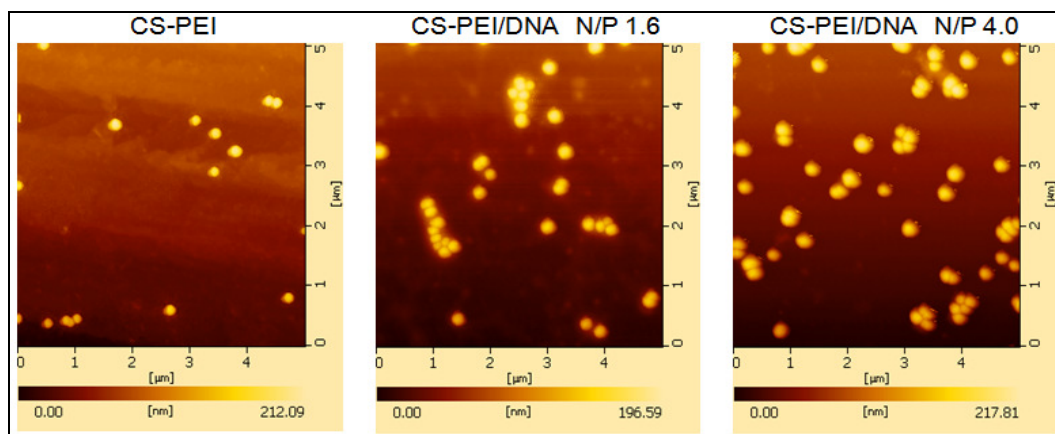 CS-PEI
5
4
3
[µm]
2
1
0
0 1 2 3 4
[µm]
0.00 [nm] 212.09
CS-PEI/DNA N/P 1.6
5
4
3
[µm]
2
1
0
0 1 2 3 4
[µm]
0.00 [nm] 196.59
CS-PEI/DNA N/P 4.0
5
4
3
[µm]
2
1
0
0 1 2 3 4
[µm]
0.00 [nm] 217.81